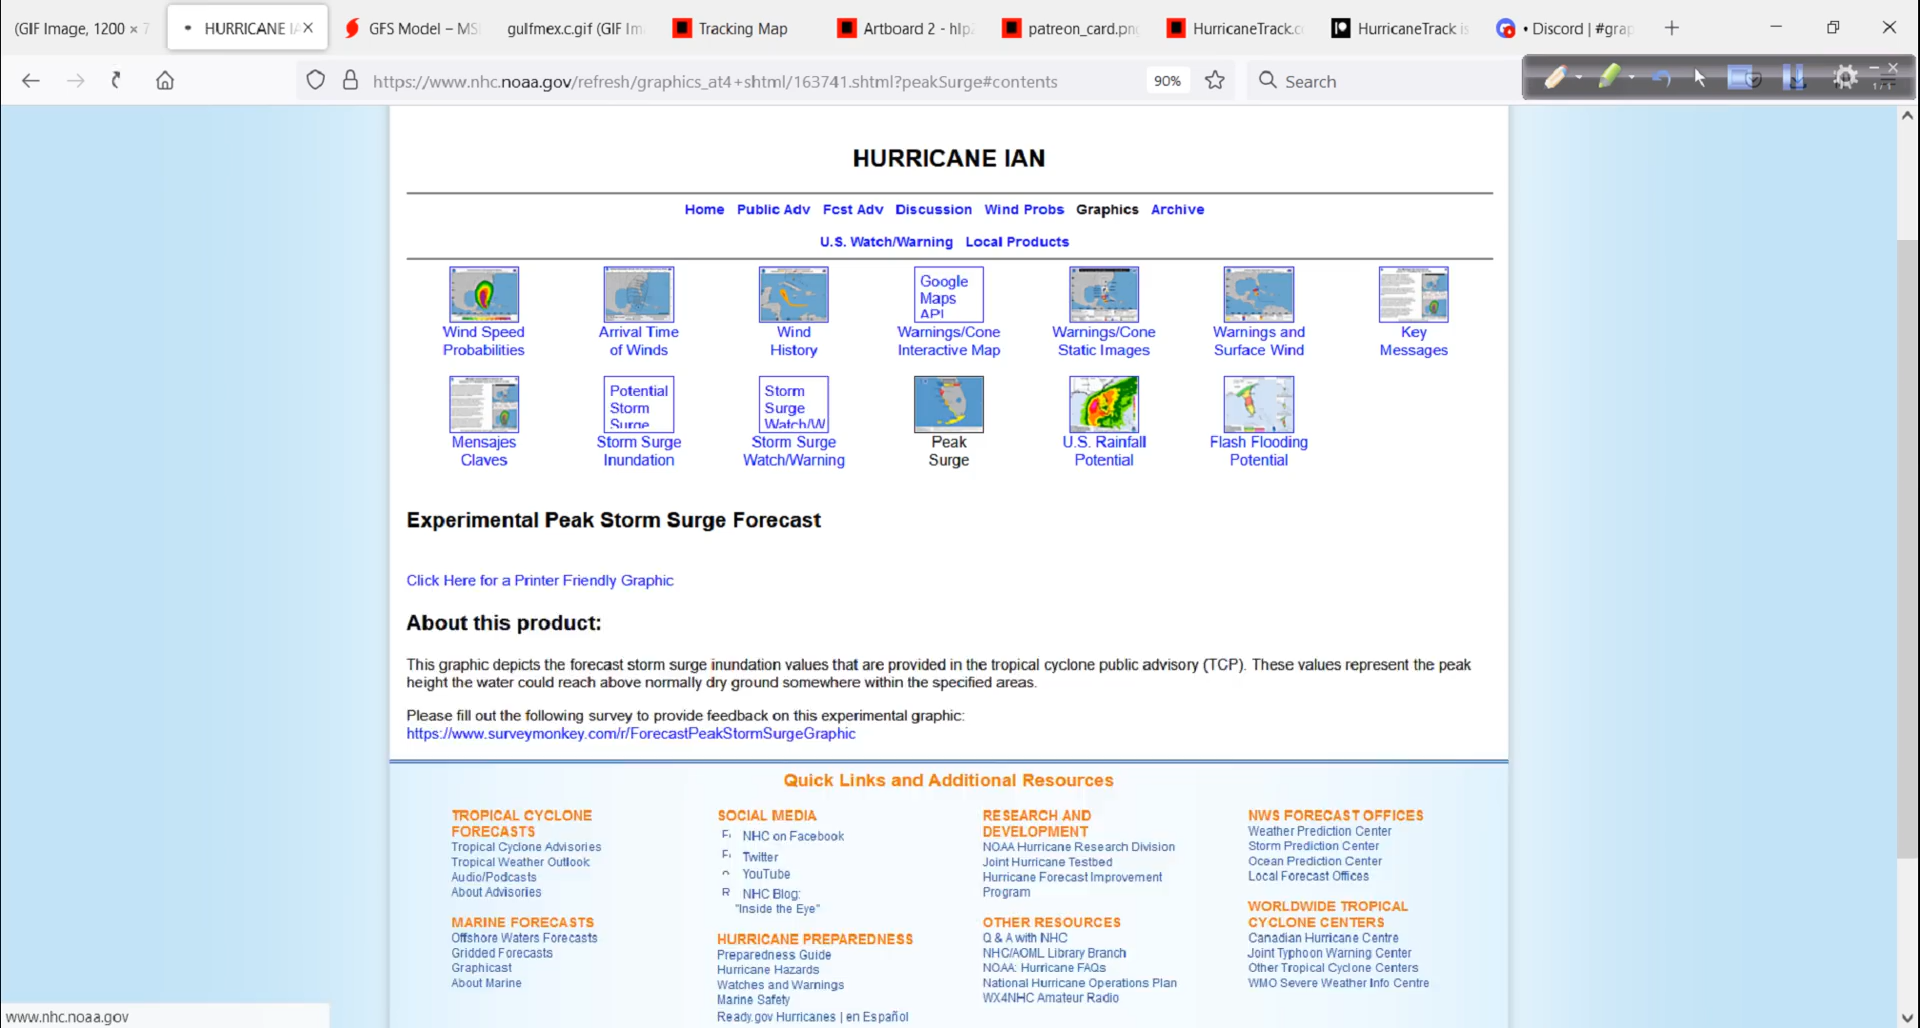 (GIF Image, 1200 × 7
HURRICANE IA
GFS Model – MS
gulfmex.c.gif (GIF Im
Tracking Map
Artboard 2 - hlp2
patreon_card.png
HurricaneTrack.c
HurricaneTrack is
• Discord | #grap
https://www.nhc.noaa.gov/refresh/graphics_at4+shtml/163741.shtml?peakSurge#contents
90%
Search
1 / 1
HURRICANE IAN
Home Public Adv Fcst Adv Discussion Wind Probs Graphics Archive
U.S. Watch/Warning Local Products
Google
Maps
API
Wind Speed
Probabilities
Arrival Time
of Winds
Wind
History
Warnings/Cone
Interactive Map
Warnings/Cone
Static Images
Warnings and
Surface Wind
Key
Messages
Potential
Storm
Surge
Storm
Surge
Watch/W
Mensajes
Claves
Storm Surge
Inundation
Storm Surge
Watch/Warning
Peak
Surge
U.S. Rainfall
Potential
Flash Flooding
Potential
Experimental Peak Storm Surge Forecast
Click Here for a Printer Friendly Graphic
About this product:
This graphic depicts the forecast storm surge inundation values that are provided in the tropical cyclone public advisory (TCP). These values represent the peak
height the water could reach above normally dry ground somewhere within the specified areas.
Please fill out the following survey to provide feedback on this experimental graphic:
https://www.surveymonkey.com/r/ForecastPeakStormSurgeGraphic
Quick Links and Additional Resources
TROPICAL CYCLONE
FORECASTS
Tropical Cyclone Advisories
Tropical Weather Outlook
Audio/Podcasts
About Advisories
MARINE FORECASTS
Offshore Waters Forecasts
Gridded Forecasts
Graphicast
About Marine
SOCIAL MEDIA
NHC on Facebook
Twitter
YouTube
NHC Blog:
"Inside the Eye"
HURRICANE PREPAREDNESS
Preparedness Guide
Hurricane Hazards
Watches and Warnings
Marine Safety
Ready.gov Hurricanes | en Español
RESEARCH AND
DEVELOPMENT
NOAA Hurricane Research Division
Joint Hurricane Testbed
Hurricane Forecast Improvement
Program
OTHER RESOURCES
Q & A with NHC
NHC/AOML Library Branch
NOAA: Hurricane FAQs
National Hurricane Operations Plan
WX4NHC Amateur Radio
NWS FORECAST OFFICES
Weather Prediction Center
Storm Prediction Center
Ocean Prediction Center
Local Forecast Offices
WORLDWIDE TROPICAL
CYCLONE CENTERS
Canadian Hurricane Centre
Joint Typhoon Warning Center
Other Tropical Cyclone Centers
WMO Severe Weather Info Centre
www.nhc.noaa.gov